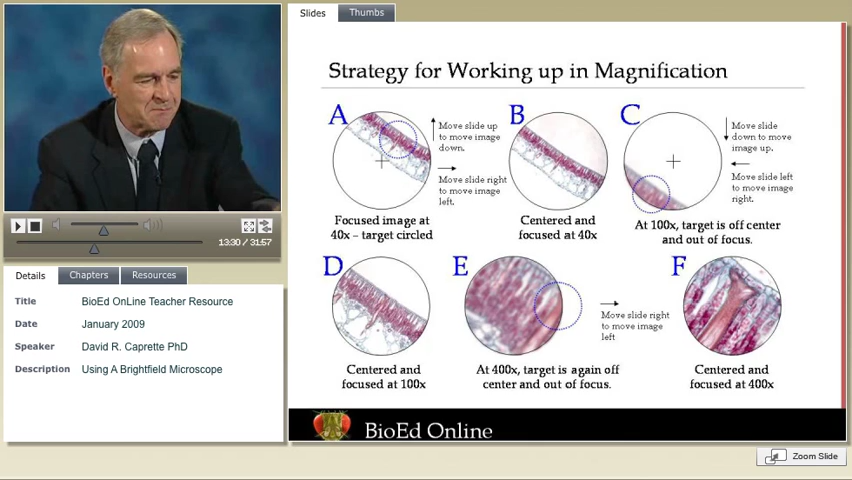 Slides
Thumbs
Strategy for Working up in Magnification
A
Move slide up
to move image
down.
Move slide right
to move image
left.
Focused image at
40x – target circled
B
Centered and
focused at 40x
C
Move slide
down to move
image up.
Move slide left
to move image
right.
At 100x, target is off center
and out of focus.
D
Centered and
focused at 100x
E
Move slide right
to move image
left
At 400x, target is again off
center and out of focus.
F
Centered and
focused at 400x
BioEd Online
Zoom Slide
13:30 / 31:57
Details
Chapters
Resources
Title BioEd OnLine Teacher Resource
Date January 2009
Speaker David R. Caprette PhD
Description Using A Brightfield Microscope